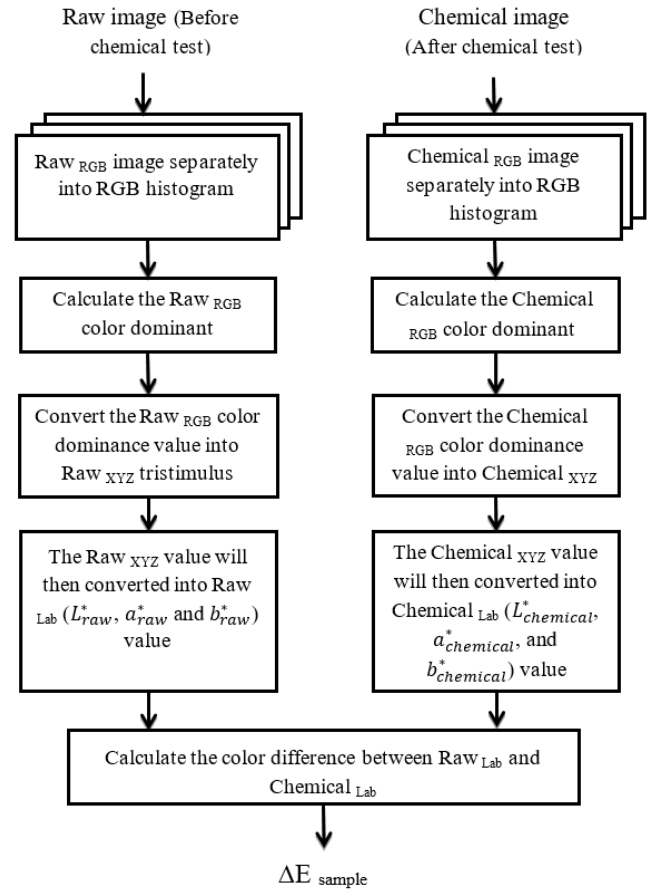 Raw image (Before
chemical test)
Raw RGB image separately
into RGB histogram
Calculate the Raw RGB
color dominant
Convert the Raw RGB color
dominance value into
Raw XYZ tristimulus
The Raw XYZ value will
then converted into Raw
Lab (L*raw, a*raw and b*raw)
value
Chemical image
(After chemical test)
Chemical RGB image
separately into RGB
histogram
Calculate the Chemical
RGB color dominant
Convert the Chemical
RGB color dominance
value into Chemical XYZ
The Chemical XYZ value
will then converted into
Chemical Lab (L*chemical,
a*chemical, and
b*chemical) value
Calculate the color difference between Raw Lab and
Chemical Lab
ΔE sample